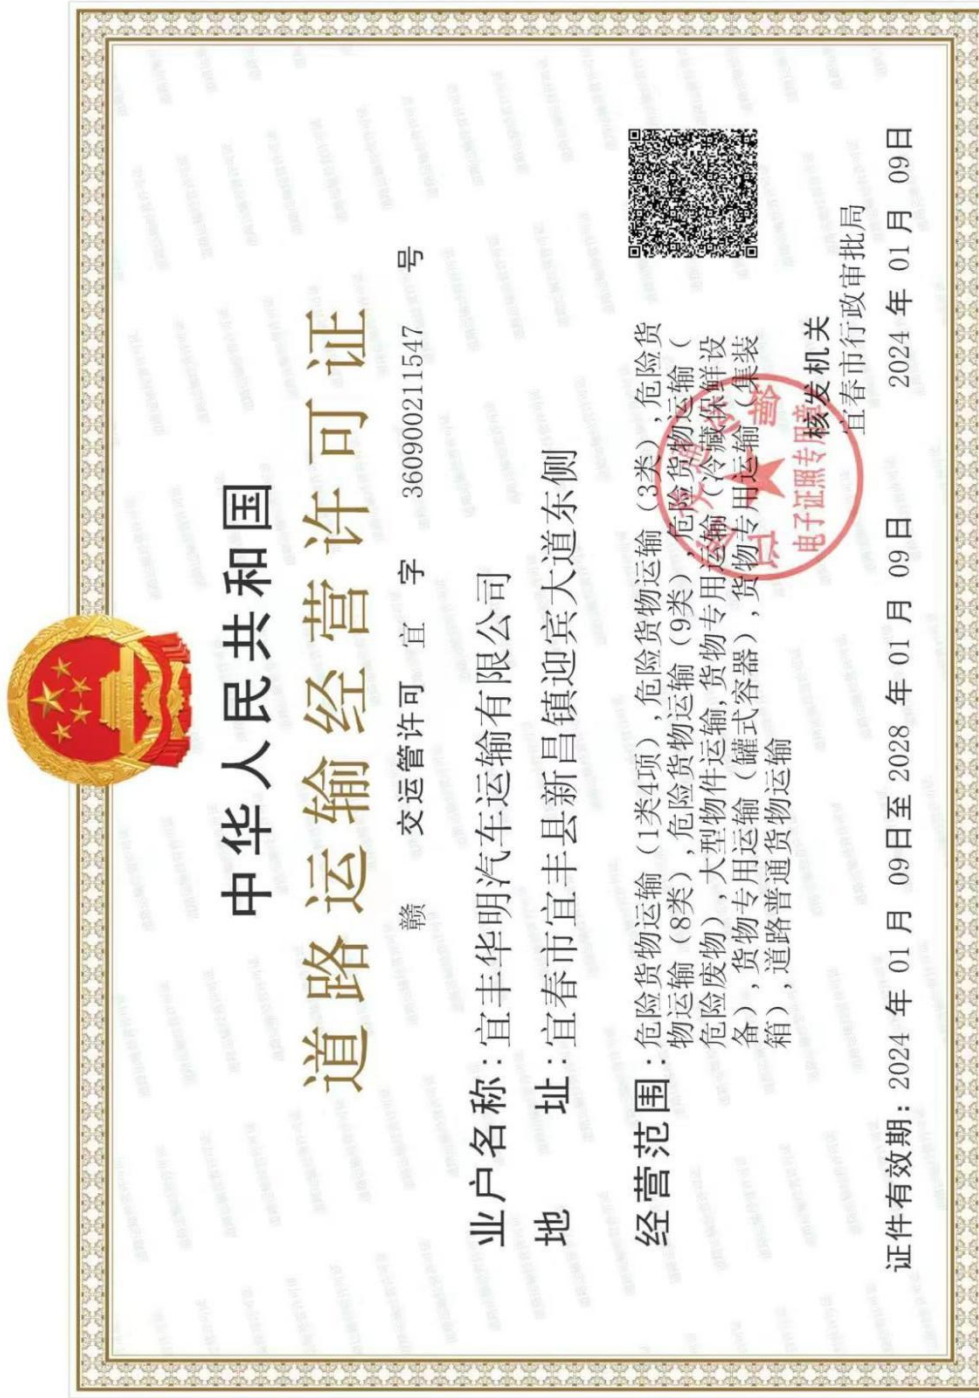 中华人民共和国
道路运输经营许可证
赣 交运管许可 宜 字 360900211547 号
业户名称：宜丰华明汽车运输有限公司
地 址：宜春市宜丰县新昌镇迎宾大道东侧
经营范围：危险货物运输（1类4项）,危险货物运输（3类）,危险货
物运输（8类）,危险货物运输（9类）,危险货物运输（
危险废物）,大型物件运输,货物专用运输（冷藏保鲜设
备）,货物专用运输（罐式容器）,货物专用运输（集装
箱）,道路普通货物运输
电子证照专用章
核发机关
宜春市行政审批局
证件有效期: 2024 年 01 月 09日至 2028 年 01 月 09 日
2024 年 01 月 09日